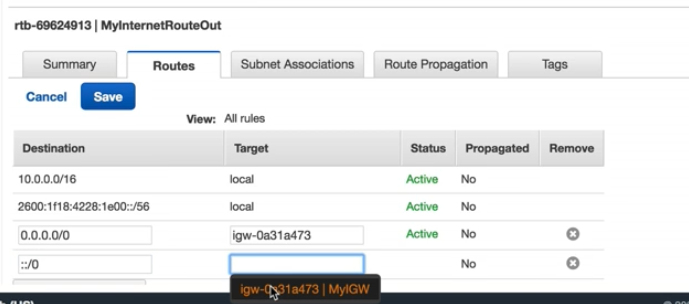 rtb-69624913 | MyInternetRouteOut
Summary Routes Subnet Associations Route Propagation Tags
Cancel Save
View: All rules
Destination Target Status Propagated Remove
10.0.0.0/16 local Active No
2600:1f18:4228:1e00::/56 local Active No
0.0.0.0/0 igw-0a31a473 Active No
::/0 No
igw-0a31a473 | MyIGW